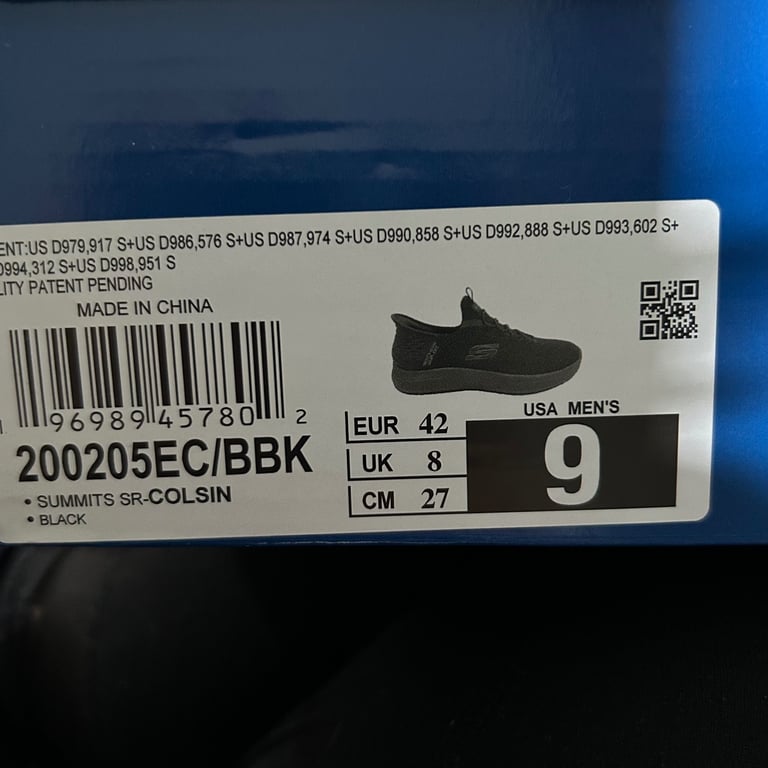 ENT:US D979,917 S+US D986,576 S+US D987,974 S+US D990,858 S+US D992,888 S+US D993,602 S+
D994,312 S+US D998,951 S
LITY PATENT PENDING
MADE IN CHINA
1 96989 45780 2
200205EC/BBK
• SUMMITS SR-COLSIN
• BLACK
EUR 42
UK 8
CM 27
USA MEN'S
9